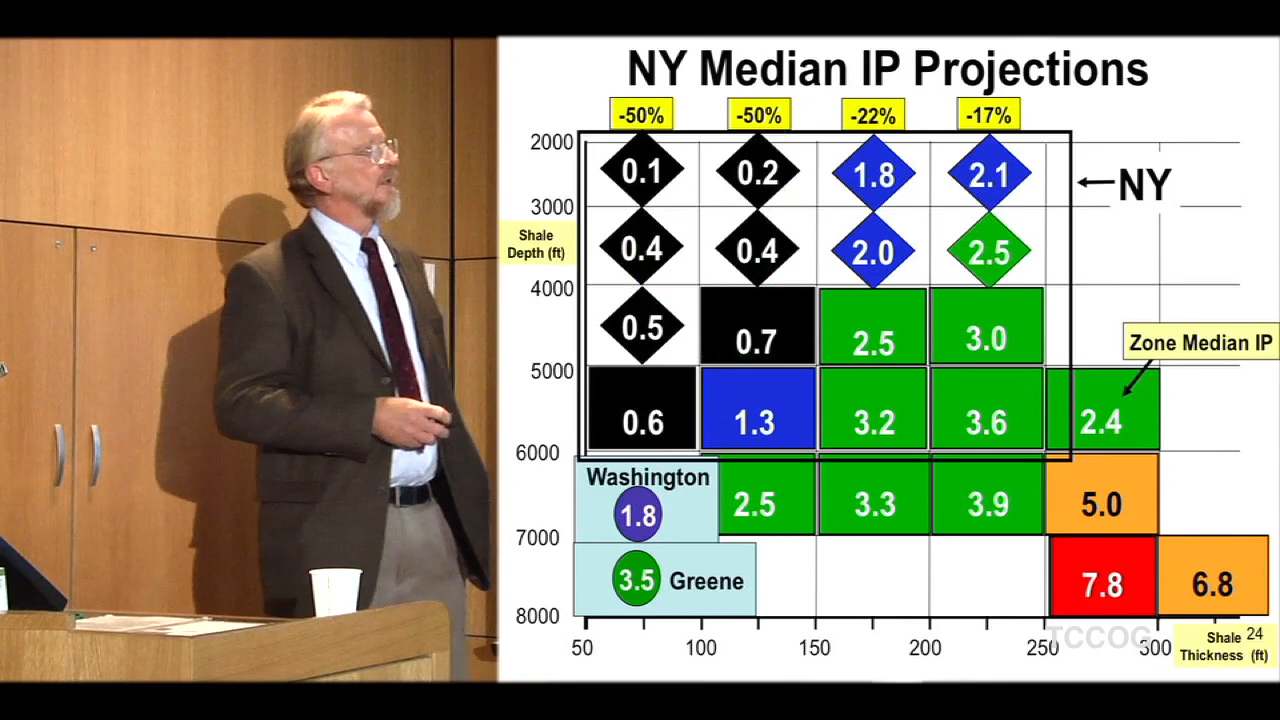 NY Median IP Projections
-50% -50% -22% -17%
2000 0.1 0.2 1.8 2.1 NY
3000
Shale
Depth (ft)
0.4 0.4 2.0 2.5
4000
0.5 0.7 2.5 3.0 Zone Median IP
5000
0.6 1.3 3.2 3.6 2.4
6000
Washington
1.8 2.5 3.3 3.9 5.0
7000
3.5 Greene 7.8 6.8
8000
TCCOG
50 100 150 200 250 300
Shale 24
Thickness (ft)